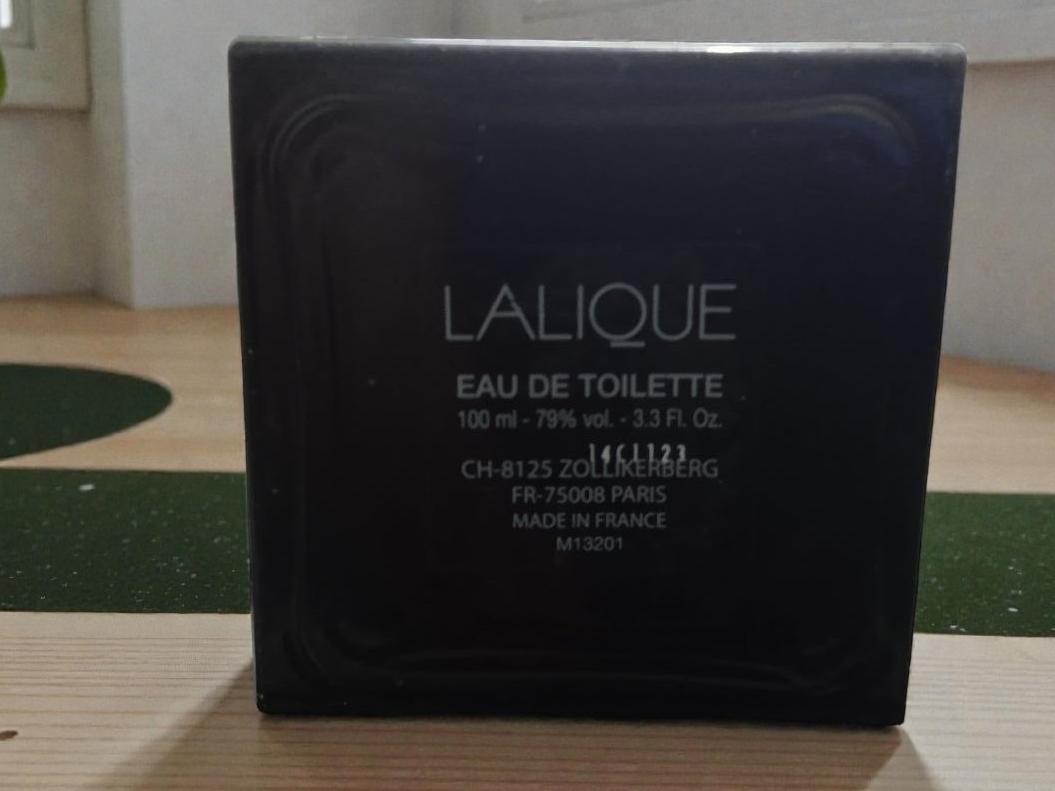 LALIQUE
EAU DE TOILETTE
100 ml - 79% vol. - 3.3 Fl. Oz.
CH-8125 ZOLLIKERBERG
FR-75008 PARIS
MADE IN FRANCE
M13201